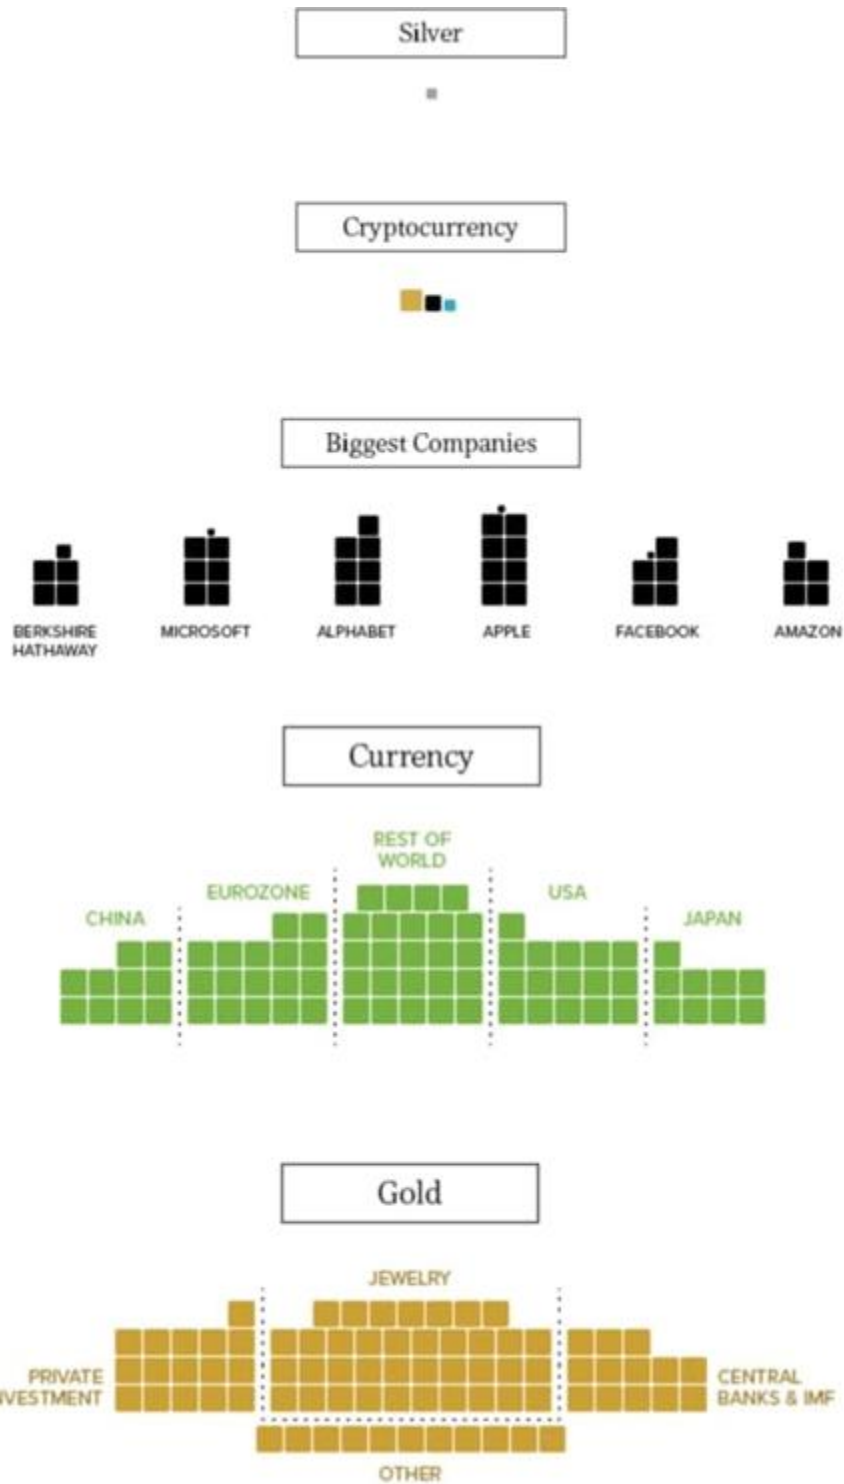 Silver
Cryptocurrency
Biggest Companies
BERKSHIRE
HATHAWAY
MICROSOFT
ALPHABET
APPLE
FACEBOOK
AMAZON
Currency
REST OF
WORLD
EUROZONE
USA
CHINA
JAPAN
Gold
JEWELRY
PRIVATE
NVESTMENT
CENTRAL
BANKS & IMF
OTHER